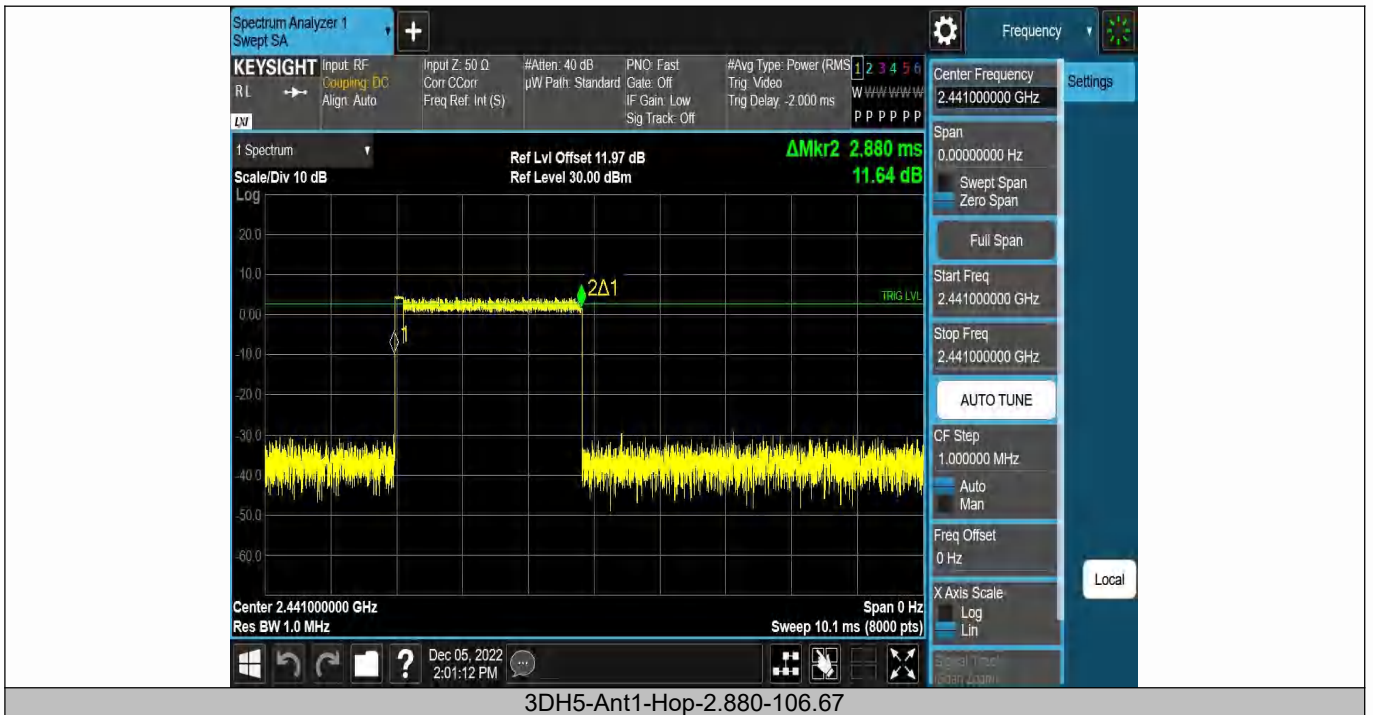 Spectrum Analyzer 1
Swept SA
Frequency
KEYSIGHT
Input: RF
Coupling: DC
Align: Auto
Input Z: 50 Ω
Corr CCorr
Freq Ref: Int (S)
#Atten: 40 dB
µW Path: Standard
PNO: Fast
Gate: Off
IF Gain: Low
Sig Track: Off
#Avg Type: Power (RMS
Trig: Video
Trig Delay: -2.000 ms
1 2 3 4 5 6
W W W W W W
P P P P P P
R L
LXI
Center Frequency
2.441000000 GHz
Settings
1 Spectrum
Scale/Div 10 dB
Ref Lvl Offset 11.97 dB
Ref Level 30.00 dBm
ΔMkr2 2.880 ms
11.64 dB
Span
0.00000000 Hz
Swept Span
Zero Span
Full Span
Start Freq
2.441000000 GHz
Stop Freq
2.441000000 GHz
AUTO TUNE
CF Step
1.000000 MHz
Auto
Man
Freq Offset
0 Hz
X Axis Scale
Log
Lin
Local
Log
20.0
10.0
0.00
-10.0
-20.0
-30.0
-40.0
-50.0
-60.0
2Δ1
1
TRIG LVL
Center 2.441000000 GHz
Res BW 1.0 MHz
Span 0 Hz
Sweep 10.1 ms (8000 pts)
Dec 05, 2022
2:01:12 PM
3DH5-Ant1-Hop-2.880-106.67